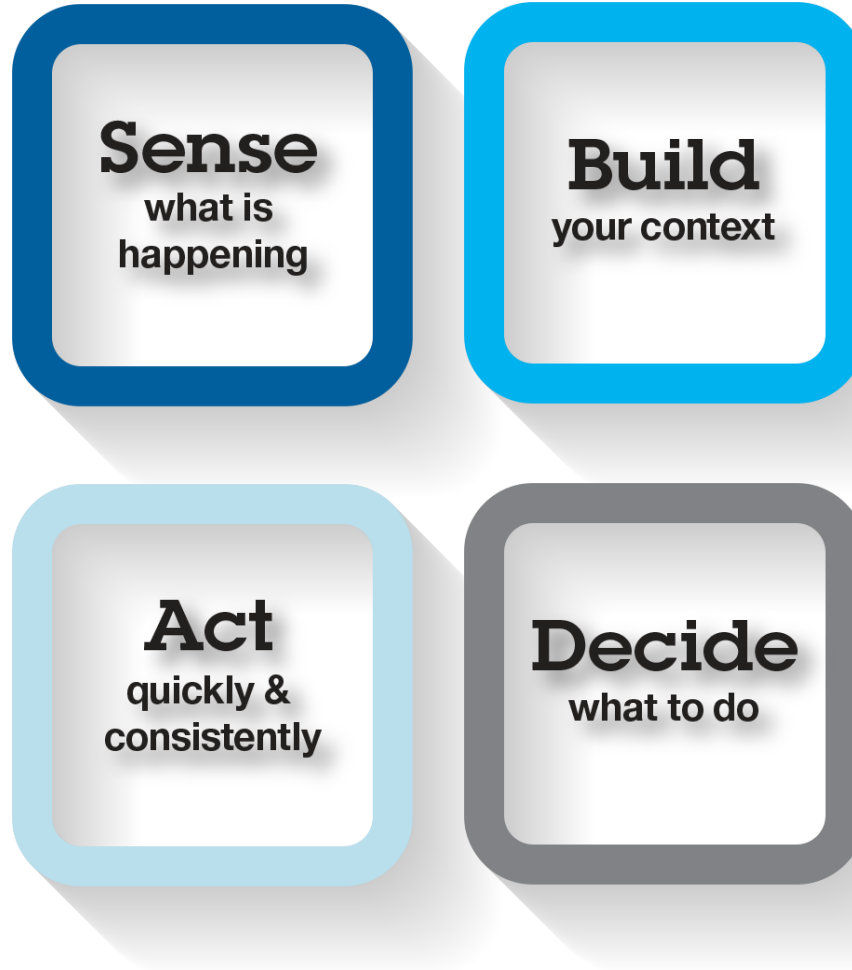 Sense
what is
happening
Build
your context
Act
quickly &
consistently
Decide
what to do